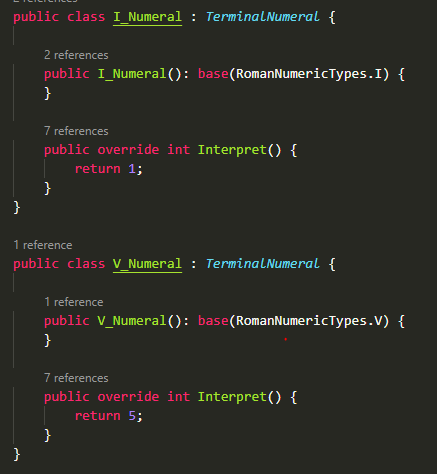 2 references
public class I_Numeral : TerminalNumeral {
2 references
public I_Numeral(): base(RomanNumericTypes.I) {
}
7 references
public override int Interpret() {
return 1;
}
}
1 reference
public class V_Numeral : TerminalNumeral {
1 reference
public V_Numeral(): base(RomanNumericTypes.V) {
}
7 references
public override int Interpret() {
return 5;
}
}